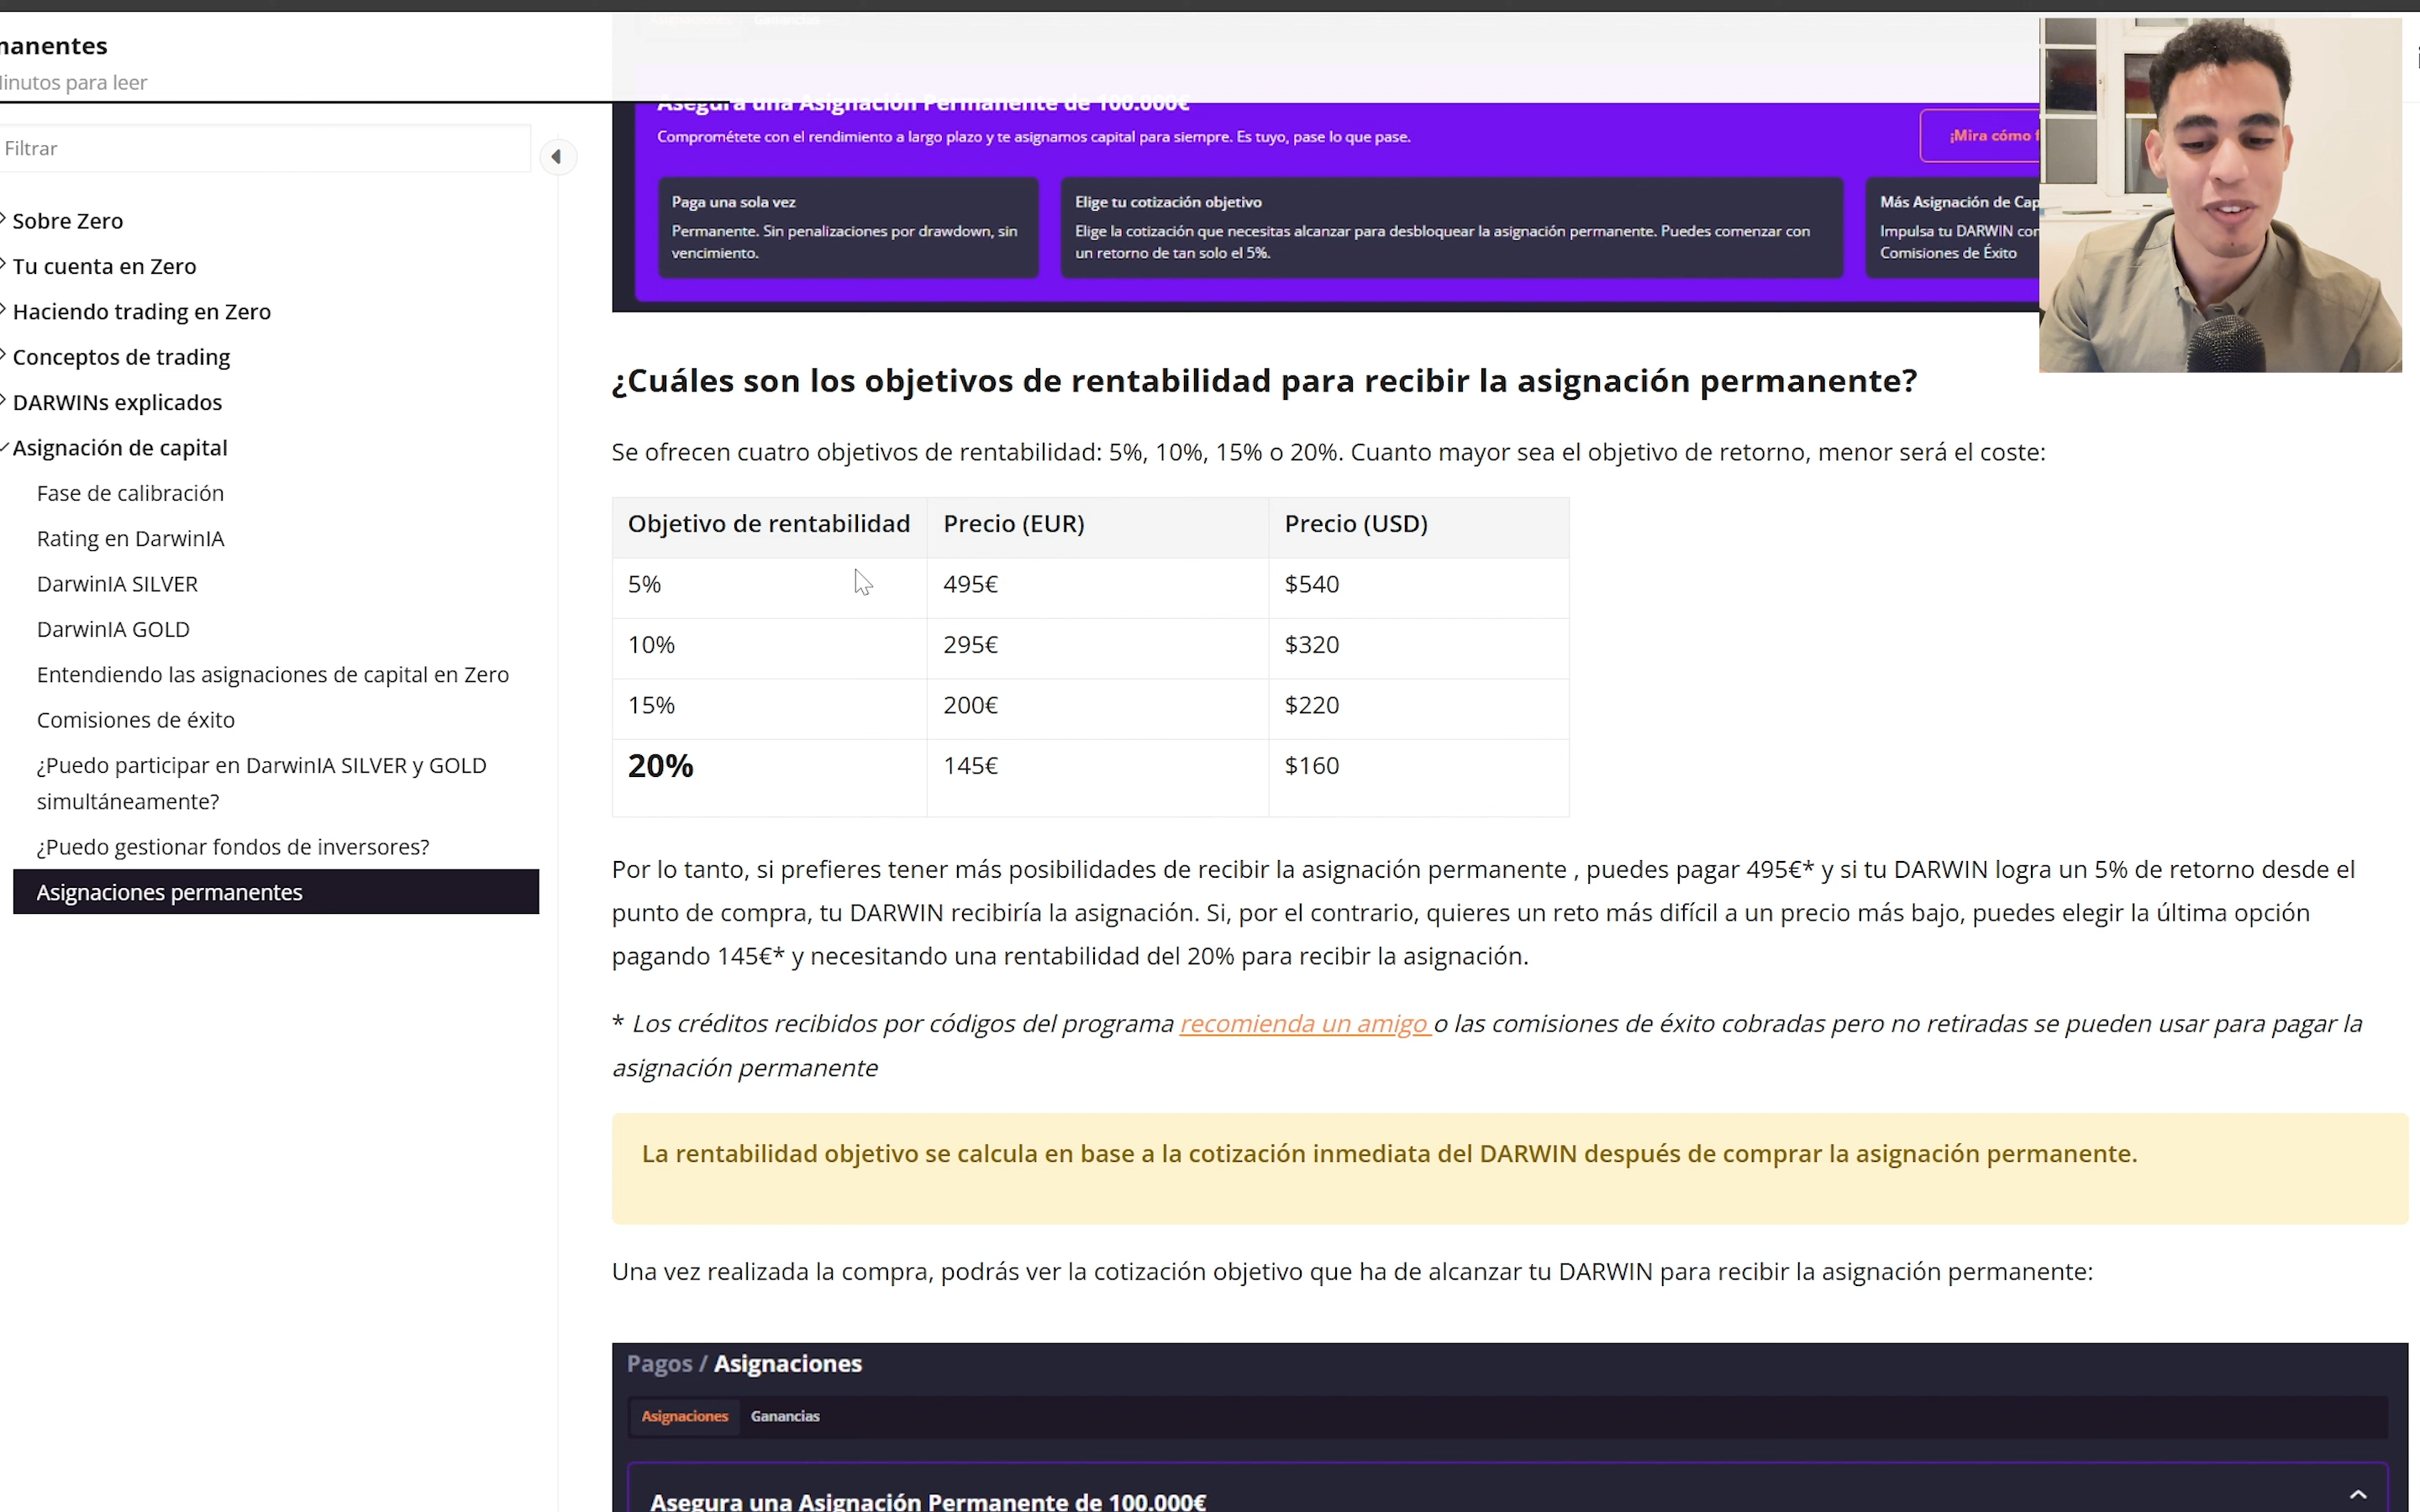 manentes
Minutos para leer
Filtrar
Sobre Zero
Tu cuenta en Zero
Haciendo trading en Zero
Conceptos de trading
DARWINs explicados
Asignación de capital
Fase de calibración
Rating en DarwinIA
DarwinIA SILVER
DarwinIA GOLD
Entendiendo las asignaciones de capital en Zero
Comisiones de éxito
¿Puedo participar en DarwinIA SILVER y GOLD
simultáneamente?
¿Puedo gestionar fondos de inversores?
Asignaciones permanentes
Ganancias
Asegura una Asignación Permanente de 100.000€
Comprométete con el rendimiento a largo plazo y te asignamos capital para siempre. Es tuyo, pase lo que pase.
¡Mira cómo f
Paga una sola vez
Permanente. Sin penalizaciones por drawdown, sin
vencimiento.
Elige tu cotización objetivo
Elige la cotización que necesitas alcanzar para desbloquear la asignación permanente. Puedes comenzar con
un retorno de tan solo el 5%.
Más Asignación de Cap
Impulsa tu DARWIN con
Comisiones de Éxito
¿Cuáles son los objetivos de rentabilidad para recibir la asignación permanente?
Se ofrecen cuatro objetivos de rentabilidad: 5%, 10%, 15% o 20%. Cuanto mayor sea el objetivo de retorno, menor será el coste:
Objetivo de rentabilidad Precio (EUR) Precio (USD)
5% 495€ $540
10% 295€ $320
15% 200€ $220
20% 145€ $160
Por lo tanto, si prefieres tener más posibilidades de recibir la asignación permanente , puedes pagar 495€* y si tu DARWIN logra un 5% de retorno desde el
punto de compra, tu DARWIN recibiría la asignación. Si, por el contrario, quieres un reto más difícil a un precio más bajo, puedes elegir la última opción
pagando 145€* y necesitando una rentabilidad del 20% para recibir la asignación.
* Los créditos recibidos por códigos del programa recomienda un amigo o las comisiones de éxito cobradas pero no retiradas se pueden usar para pagar la
asignación permanente
La rentabilidad objetivo se calcula en base a la cotización inmediata del DARWIN después de comprar la asignación permanente.
Una vez realizada la compra, podrás ver la cotización objetivo que ha de alcanzar tu DARWIN para recibir la asignación permanente:
Pagos / Asignaciones
Asignaciones Ganancias
Asegura una Asignación Permanente de 100.000€